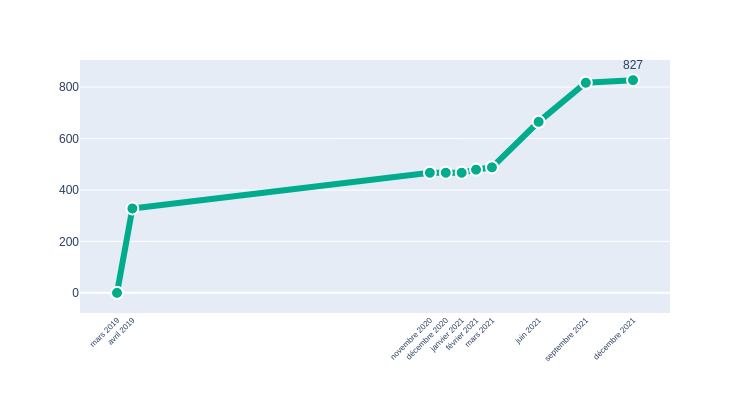 827
800
600
400
200
0
mars 2019
avril 2019
novembre 2020
décembre 2020
janvier 2021
février 2021
mars 2021
juin 2021
septembre 2021
décembre 2021